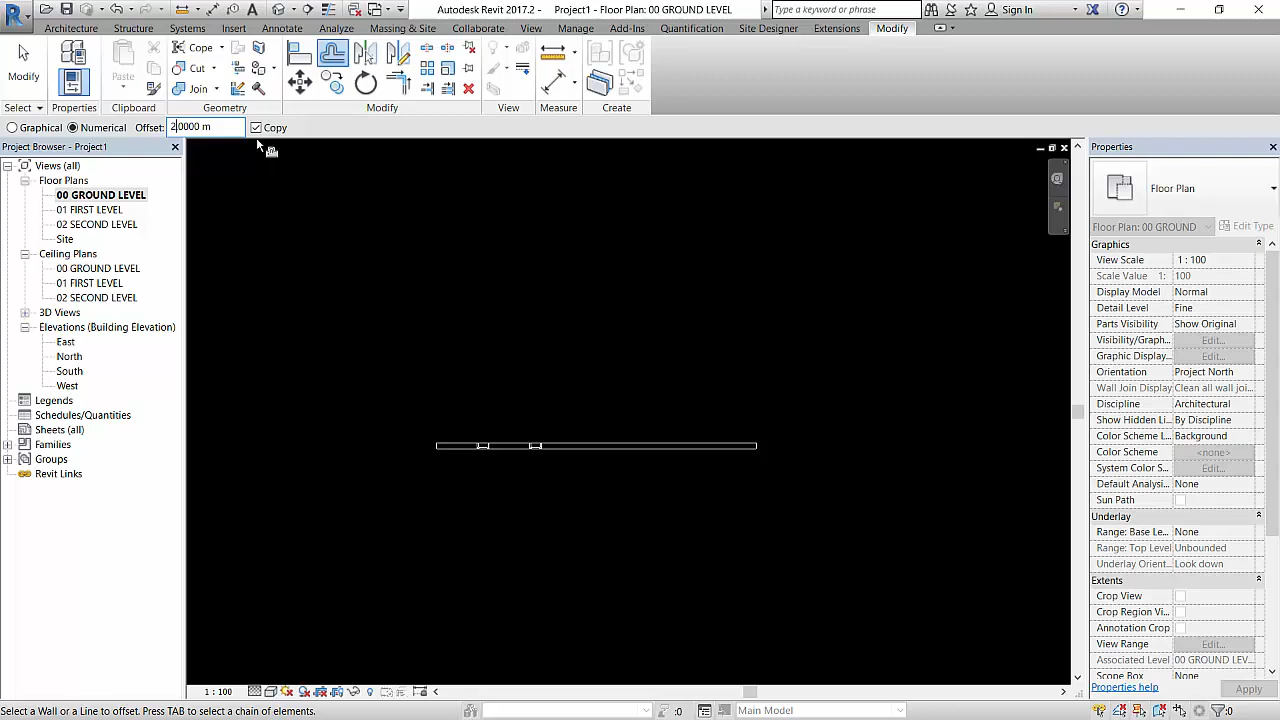 Autodesk Revit 2017.2 - Project1 - Floor Plan: 00 GROUND LEVEL
Type a keyword or phrase
Sign In
Architecture Structure Systems Insert Annotate Analyze Massing & Site Collaborate View Manage Add-Ins Quantification Site Designer Extensions Modify
Modify
Paste
Cope
Cut
Join
Select Properties Clipboard Geometry Modify View Measure Create
Graphical Numerical Offset: 2.0000 m Copy
Project Browser - Project1
Views (all)
Floor Plans
00 GROUND LEVEL
01 FIRST LEVEL
02 SECOND LEVEL
Site
Ceiling Plans
00 GROUND LEVEL
01 FIRST LEVEL
02 SECOND LEVEL
3D Views
Elevations (Building Elevation)
East
North
South
West
Legends
Schedules/Quantities
Sheets (all)
Families
Groups
Revit Links
Properties
Floor Plan
Floor Plan: 00 GROUND Edit Type
Graphics
View Scale 1 : 100
Scale Value 1: 100
Display Model Normal
Detail Level Fine
Parts Visibility Show Original
Visibility/Graph... Edit...
Graphic Display... Edit...
Orientation Project North
Wall Join Display Clean all wall joi...
Discipline Architectural
Show Hidden Li... By Discipline
Color Scheme L... Background
Color Scheme <none>
System Color S... Edit...
Default Analysi... None
Sun Path
Underlay
Range: Base Le... None
Range: Top Level Unbounded
Underlay Orient... Look down
Extents
Crop View
Crop Region Vi...
Annotation Crop
View Range Edit...
Associated Level 00 GROUND LEV...
Scope Box None
Properties help Apply
1 : 100
Select a Wall or a Line to offset. Press TAB to select a chain of elements.
:0
Main Model
:0